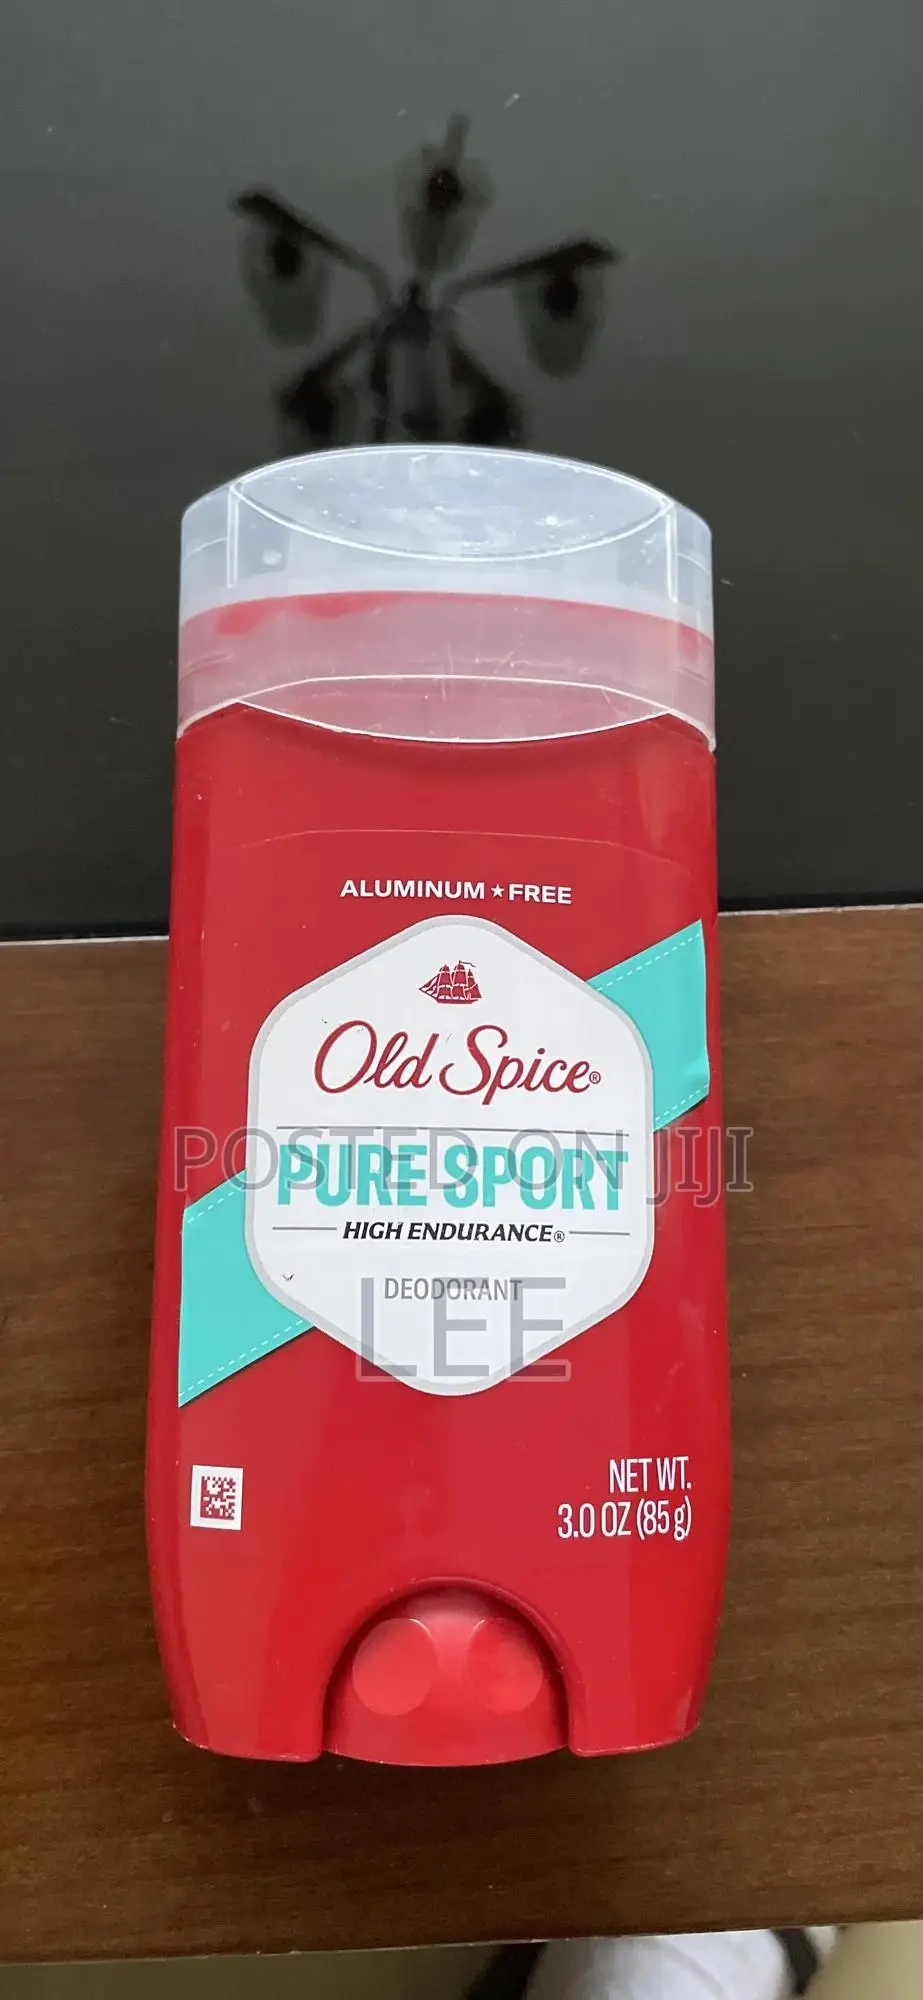 ALUMINUM★FREE
Old Spice®
POSTED ON JIJI
PURE SPORT
HIGH ENDURANCE®
DEODORANT
LEE
NET WT.
3.0 OZ (85 g)